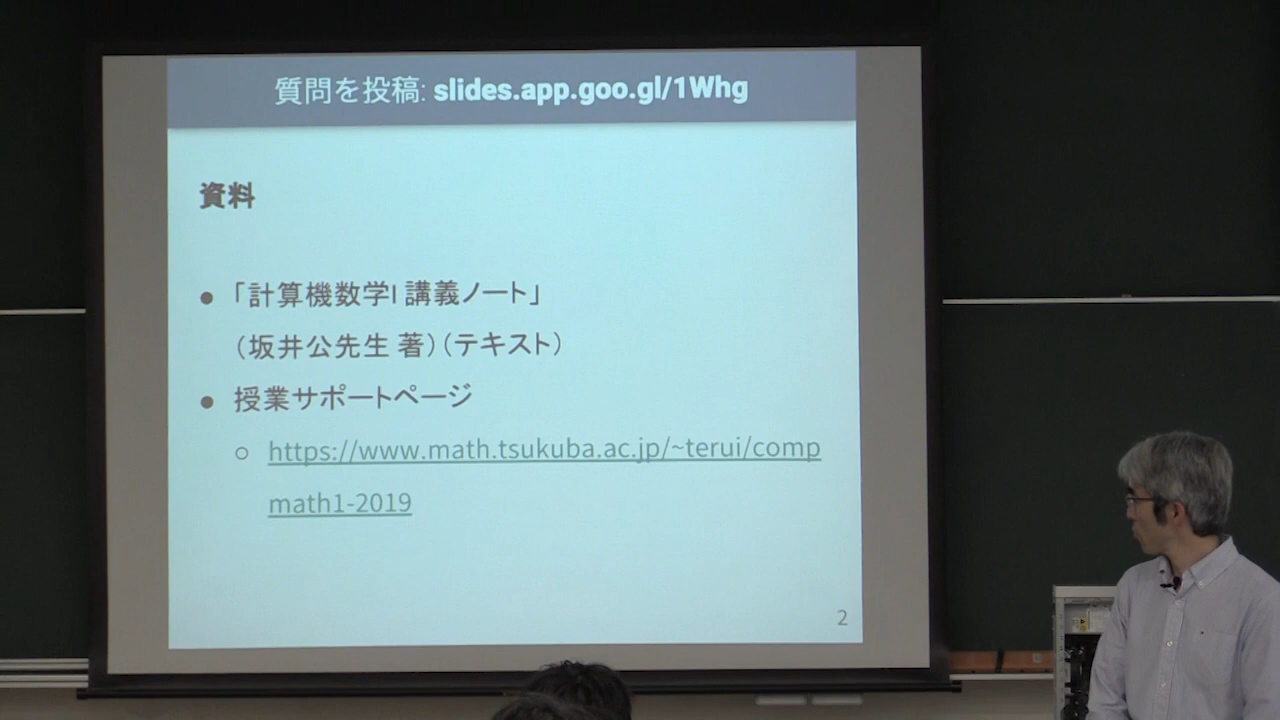 質問を投稿: slides.app.goo.gl/1Whg
資料
● 「計算機数学I 講義ノート」
（坂井公先生 著）（テキスト）
● 授業サポートページ
○ https://www.math.tsukuba.ac.jp/~terui/comp
math1-2019
2